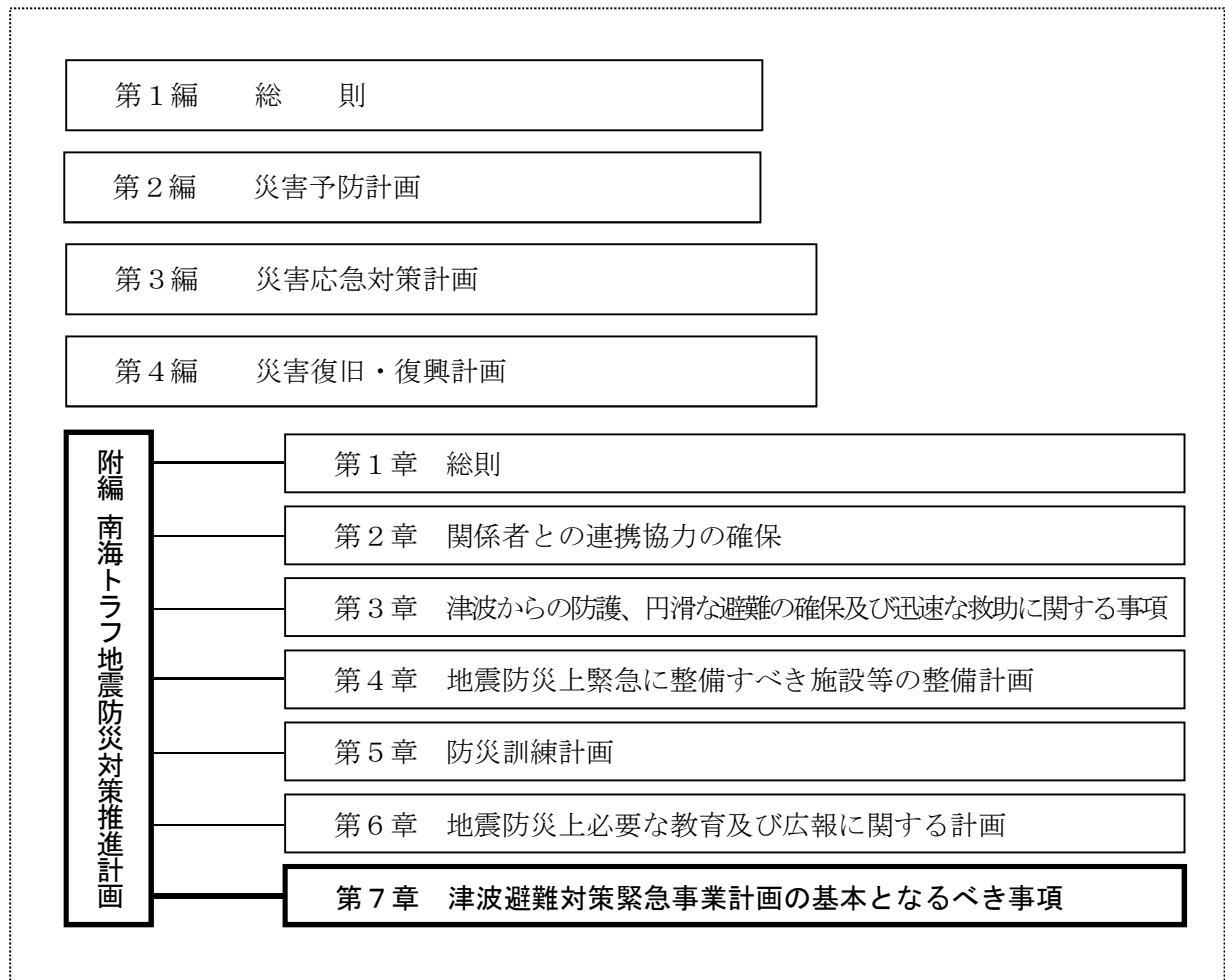 第１編　　総　　則
第２編　　災害予防計画
第３編　　災害応急対策計画
第４編　　災害復旧・復興計画
附編　南海トラフ地震防災対策推進計画
第１章　総則
第２章　関係者との連携協力の確保
第３章　津波からの防護、円滑な避難の確保及び迅速な救助に関する事項
第４章　地震防災上緊急に整備すべき施設等の整備計画
第５章　防災訓練計画
第６章　地震防災上必要な教育及び広報に関する計画
第７章　津波避難対策緊急事業計画の基本となるべき事項